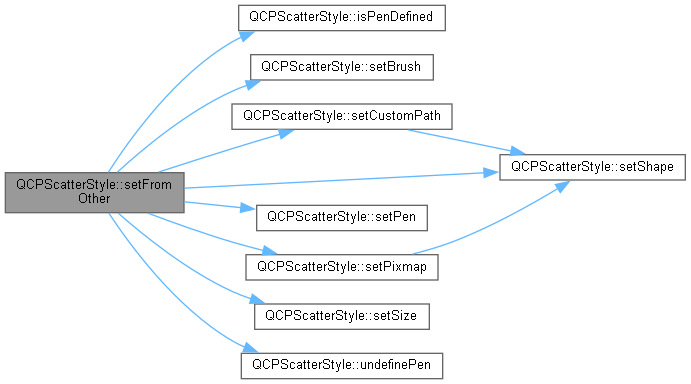 QCPScatterStyle::isPenDefined
QCPScatterStyle::setBrush
QCPScatterStyle::setCustomPath
QCPScatterStyle::setFrom
Other
QCPScatterStyle::setShape
QCPScatterStyle::setPen
QCPScatterStyle::setPixmap
QCPScatterStyle::setSize
QCPScatterStyle::undefinePen